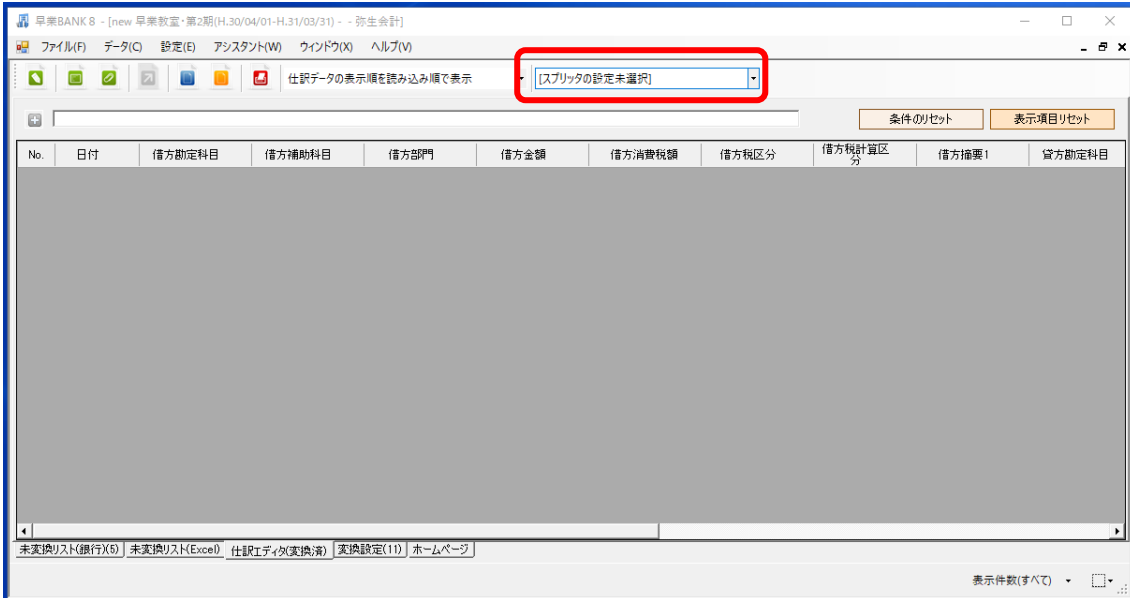 早業BANK 8 - [new 早業教室・第2期(H.30/04/01-H.31/03/31) - - 弥生会計]
ファイル(F) データ(C) 設定(E) アシスタント(W) ウィンドウ(X) ヘルプ(V)
仕訳データの表示順を読み込み順で表示 [スプリッタの設定未選択]
条件のリセット 表示項目リセット
No. 日付 借方勘定科目 借方補助科目 借方部門 借方金額 借方消費税額 借方税区分 借方税計算区分 借方摘要1 貸方勘定科目
未変換リスト(銀行)(5) 未変換リスト(Excel) 仕訳エディタ(変換済) 変換設定(11) ホームページ
表示件数(すべて)